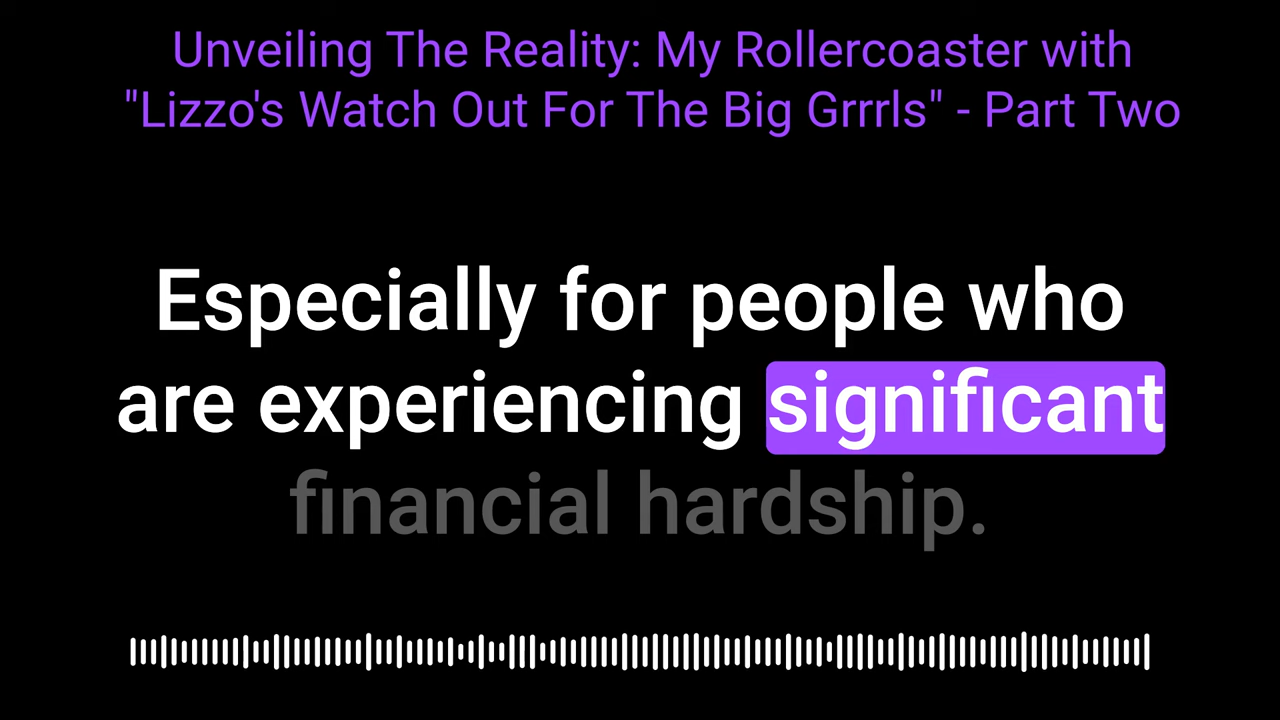 Unveiling The Reality: My Rollercoaster with
"Lizzo's Watch Out For The Big Grrrls" - Part Two
Especially for people who
are experiencing significant
financial hardship.